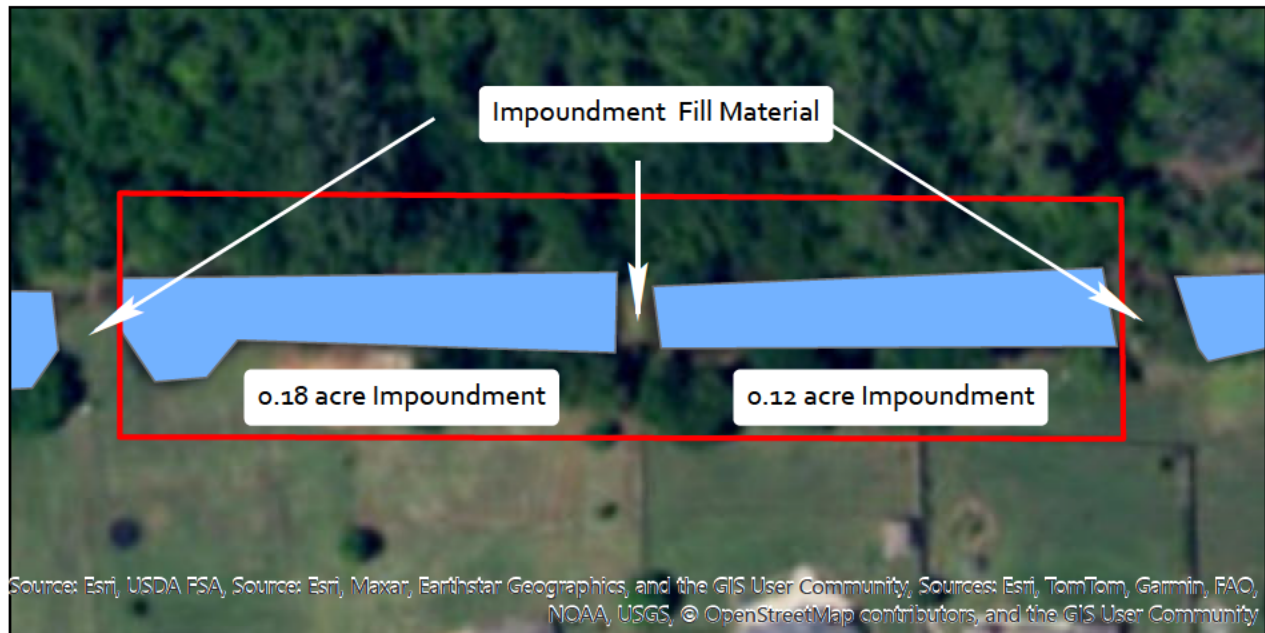 Impoundment Fill Material
0.18 acre Impoundment
0.12 acre Impoundment
Source: Esri, USDA FSA, Source: Esri, Maxar, Earthstar Geographics, and the GIS User Community, Sources: Esri, TomTom, Garmin, FAO,
NOAA, USGS, © OpenStreetMap contributors, and the GIS User Community